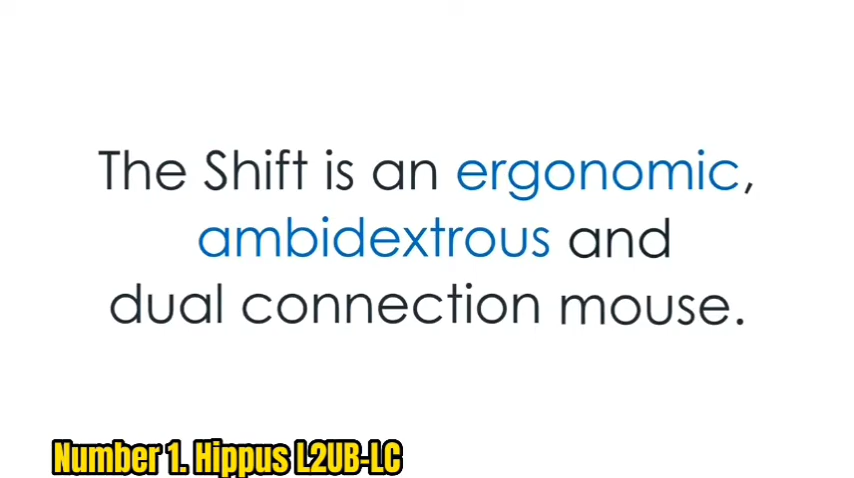 The Shift is an ergonomic,
ambidextrous and
dual connection mouse.
Number 1. Hippus L2UB-LC